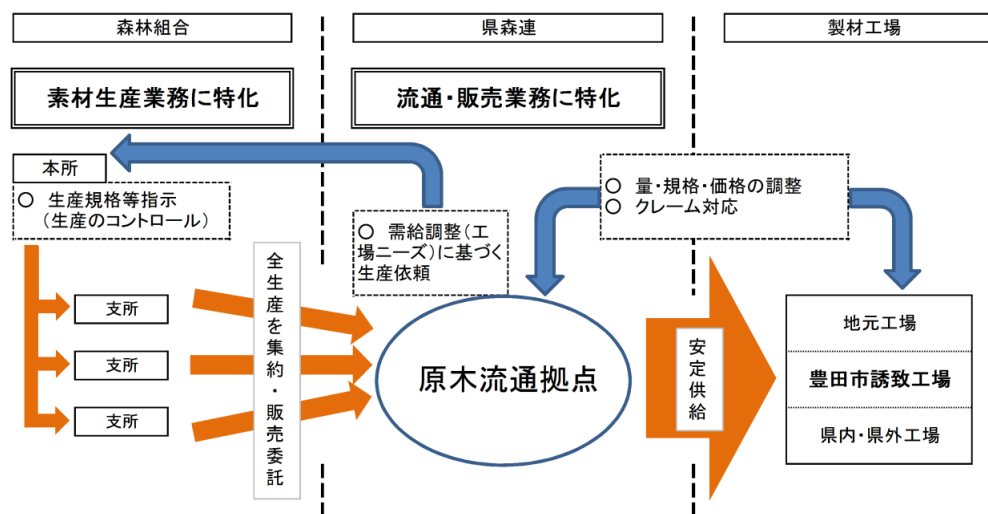 森林組合
県森連
製材工場
素材生産業務に特化
流通・販売業務に特化
本所
○ 生産規格等指示
(生産のコントロール)
○ 需給調整(工
場ニーズ)に基づく
生産依頼
○ 量・規格・価格の調整
○ クレーム対応
支所
支所
支所
全生産を集約・販売委託
原木流通拠点
安定供給
地元工場
豊田市誘致工場
県内・県外工場